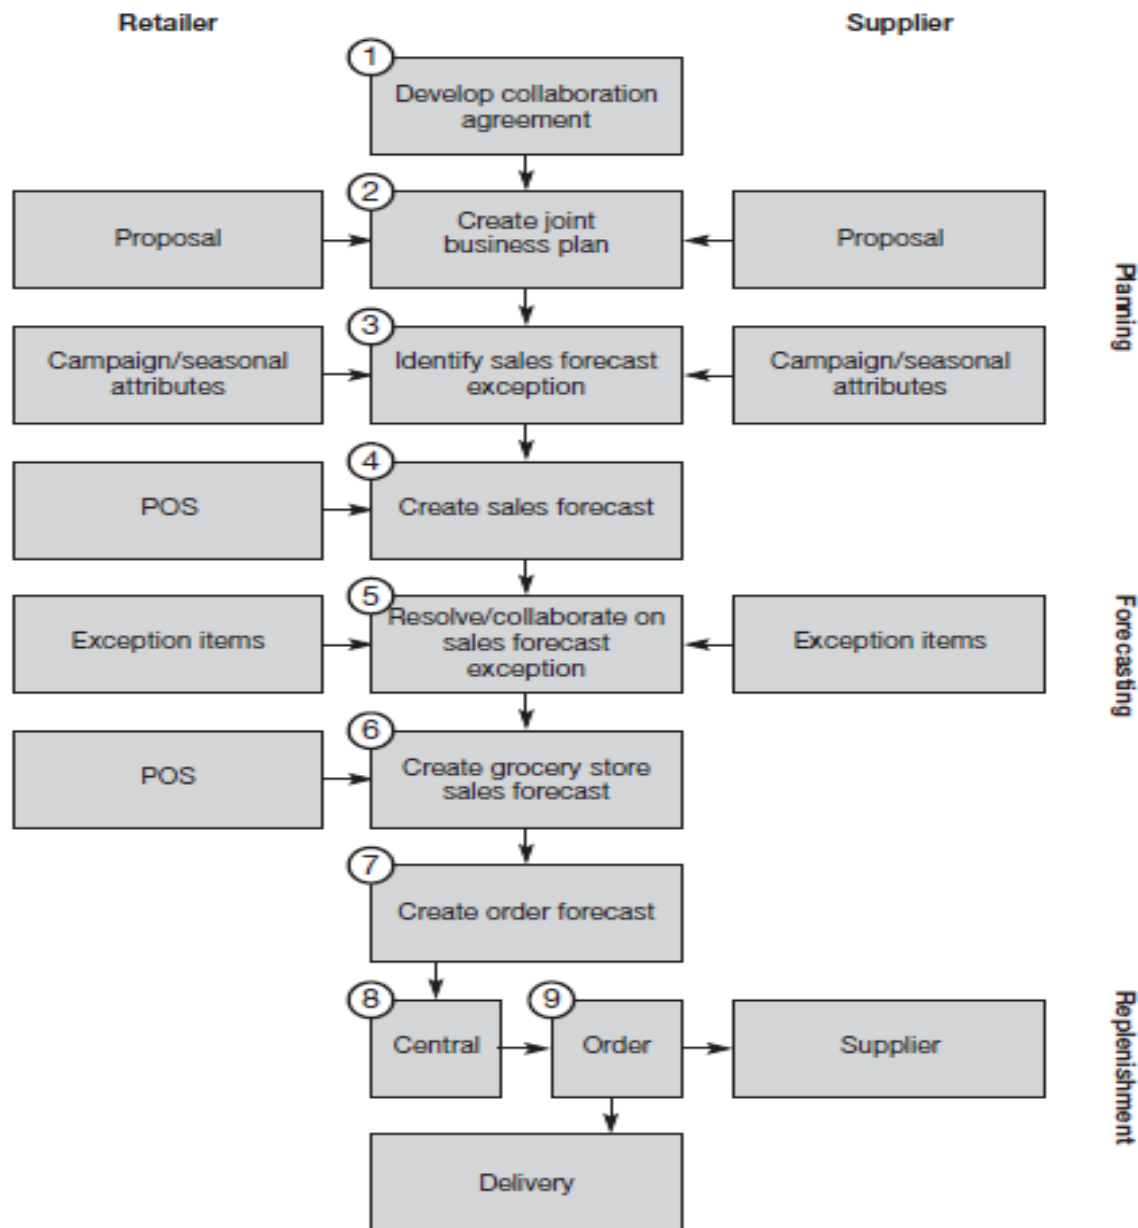 Retailer
Supplier
1
Develop collaboration
agreement
Proposal
2
Create joint
business plan
Proposal
Planning
Campaign/seasonal
attributes
3
Identify sales forecast
exception
Campaign/seasonal
attributes
POS
4
Create sales forecast
Exception items
5
Resolve/collaborate on
sales forecast
exception
Exception items
Forecasting
POS
6
Create grocery store
sales forecast
7
Create order forecast
8
Central
9
Order
Supplier
Replenishment
Delivery